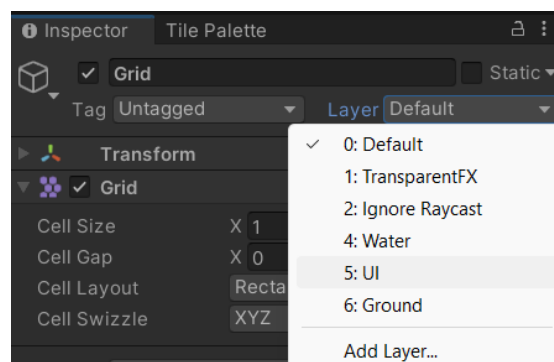 Inspector Tile Palette
Grid Static
Tag Untagged Layer Default
Transform
Grid
Cell Size X 1
Cell Gap X 0
Cell Layout Recta
Cell Swizzle XYZ
0: Default
1: TransparentFX
2: Ignore Raycast
4: Water
5: UI
6: Ground
Add Layer...